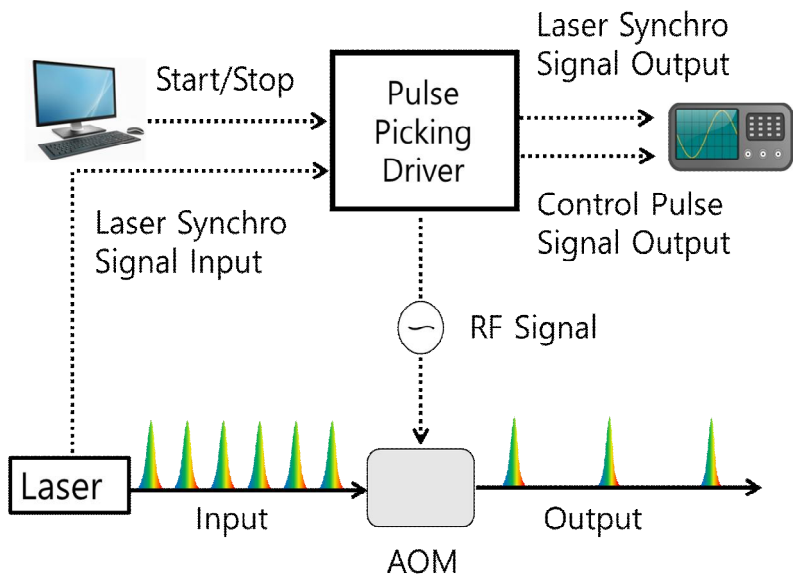 Laser Synchro
Signal Output
Start/Stop
Pulse
Picking
Driver
Laser Synchro
Signal Input
Control Pulse
Signal Output
RF Signal
Laser
Input
Output
AOM